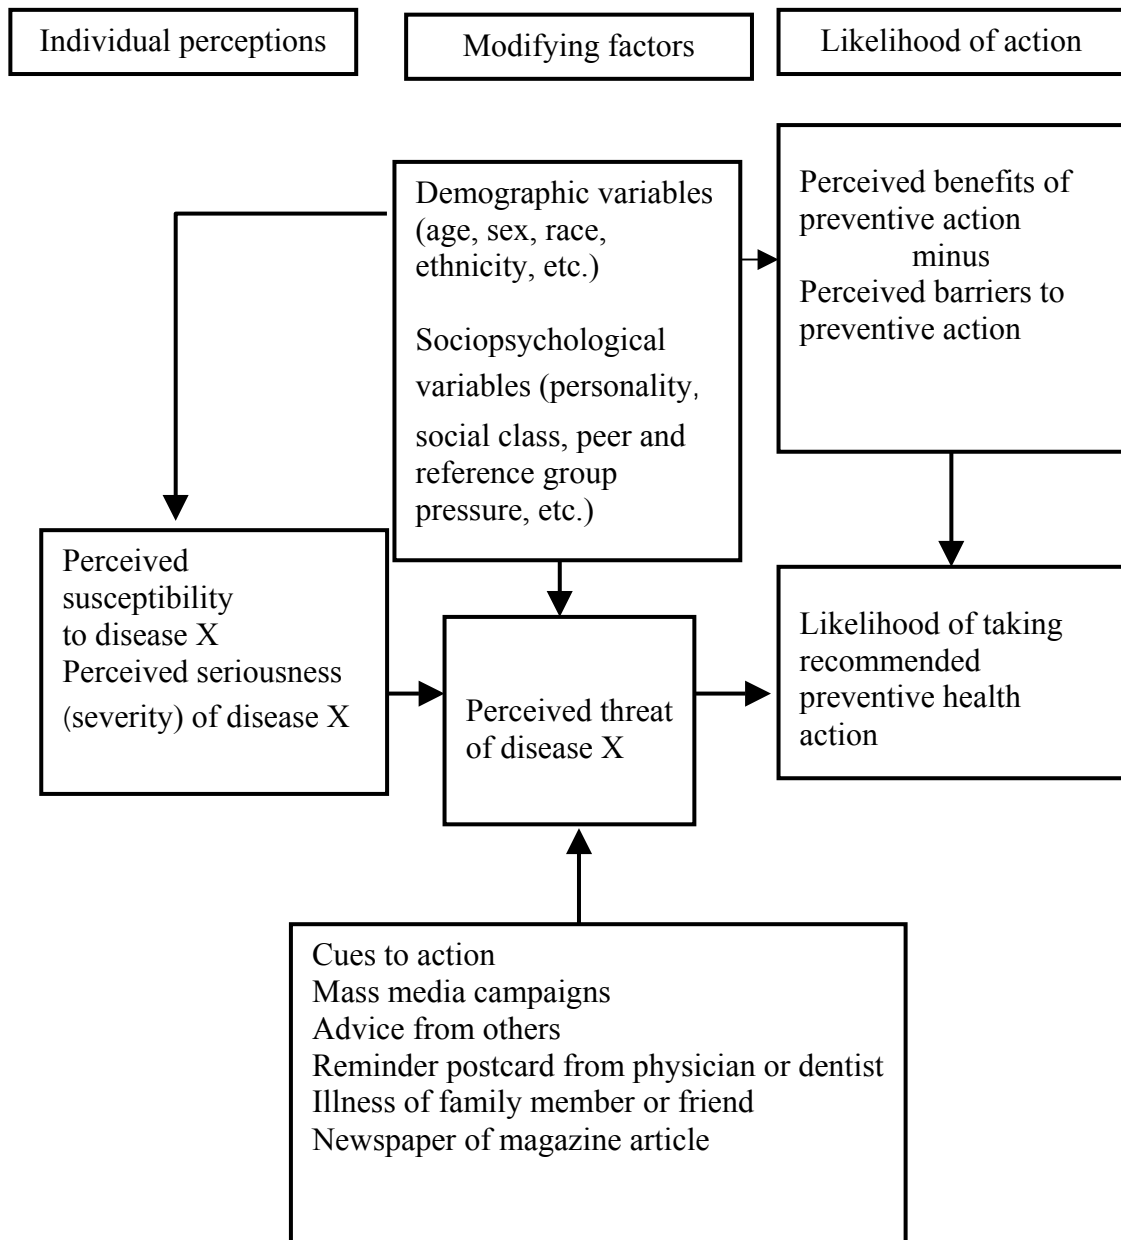 Individual perceptions
Modifying factors
Likelihood of action
Demographic variables
(age, sex, race,
ethnicity, etc.)
Sociopsychological
variables (personality,
social class, peer and
reference group
pressure, etc.)
Perceived benefits of
preventive action
minus
Perceived barriers to
preventive action
Perceived
susceptibility
to disease X
Perceived seriousness
(severity) of disease X
Perceived threat
of disease X
Likelihood of taking
recommended
preventive health
action
Cues to action
Mass media campaigns
Advice from others
Reminder postcard from physician or dentist
Illness of family member or friend
Newspaper of magazine article